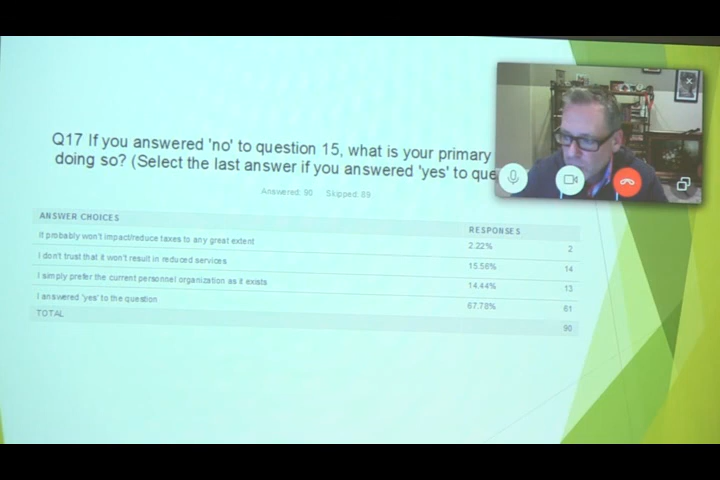 Q17 If you answered 'no' to question 15, what is your primary
doing so? (Select the last answer if you answered 'yes' to que
Answered: 90 Skipped: 89
ANSWER CHOICES RESPONSES
It probably won't impact/reduce taxes to any great extent 2.22% 2
I don't trust that it won't result in reduced services 15.56% 14
I simply prefer the current personnel organization as it exists 14.44% 13
I answered 'yes' to the question 67.78% 61
TOTAL 90